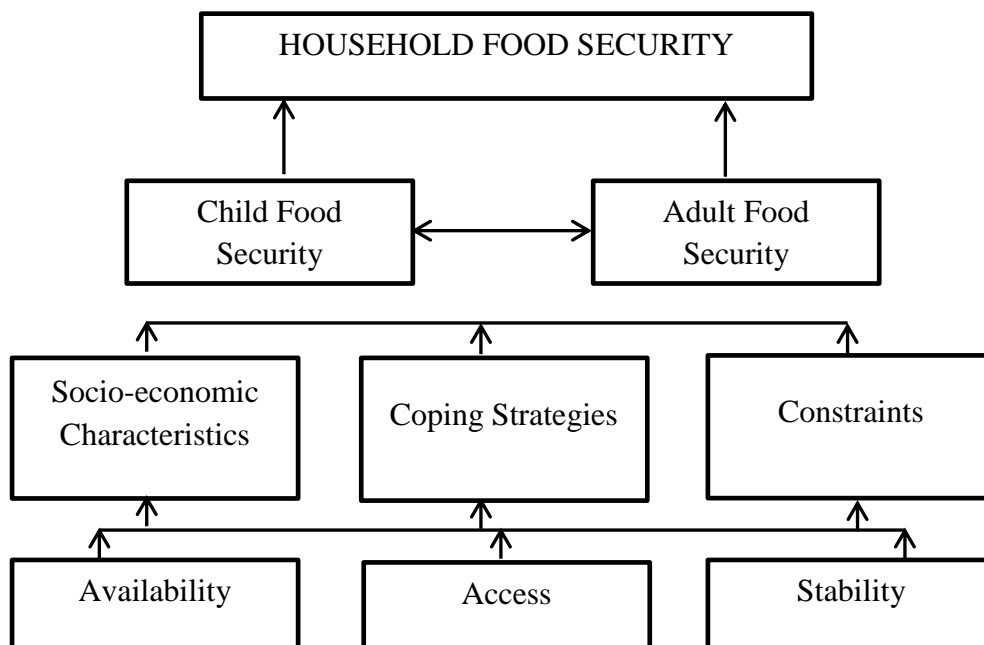 HOUSEHOLD FOOD SECURITY
Child Food
Security
Adult Food
Security
Socio-economic
Characteristics
Coping Strategies
Constraints
Availability
Access
Stability